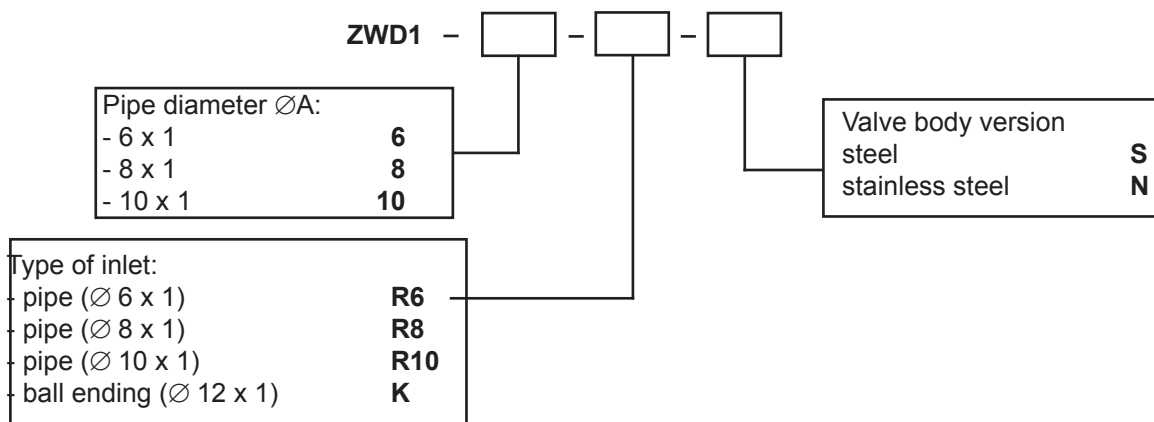 ZWD1 – – –
Pipe diameter ∅A:
- 6 x 1 6
- 8 x 1 8
- 10 x 1 10
Valve body version
steel S
stainless steel N
Type of inlet:
- pipe (∅ 6 x 1) R6
- pipe (∅ 8 x 1) R8
- pipe (∅ 10 x 1) R10
- ball ending (∅ 12 x 1) K